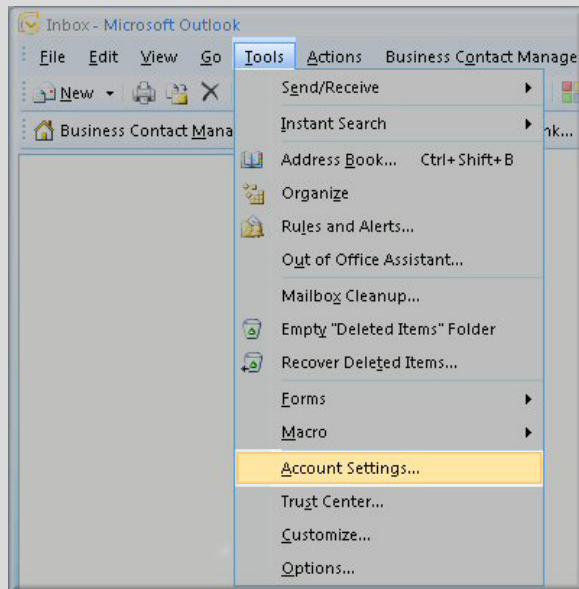 Inbox - Microsoft Outlook
File Edit View Go Tools Actions Business Contact Manage
New
Business Contact Mana nk...
Send/Receive
Instant Search
Address Book... Ctrl+Shift+B
Organize
Rules and Alerts...
Out of Office Assistant...
Mailbox Cleanup...
Empty "Deleted Items" Folder
Recover Deleted Items...
Forms
Macro
Account Settings...
Trust Center...
Customize...
Options...